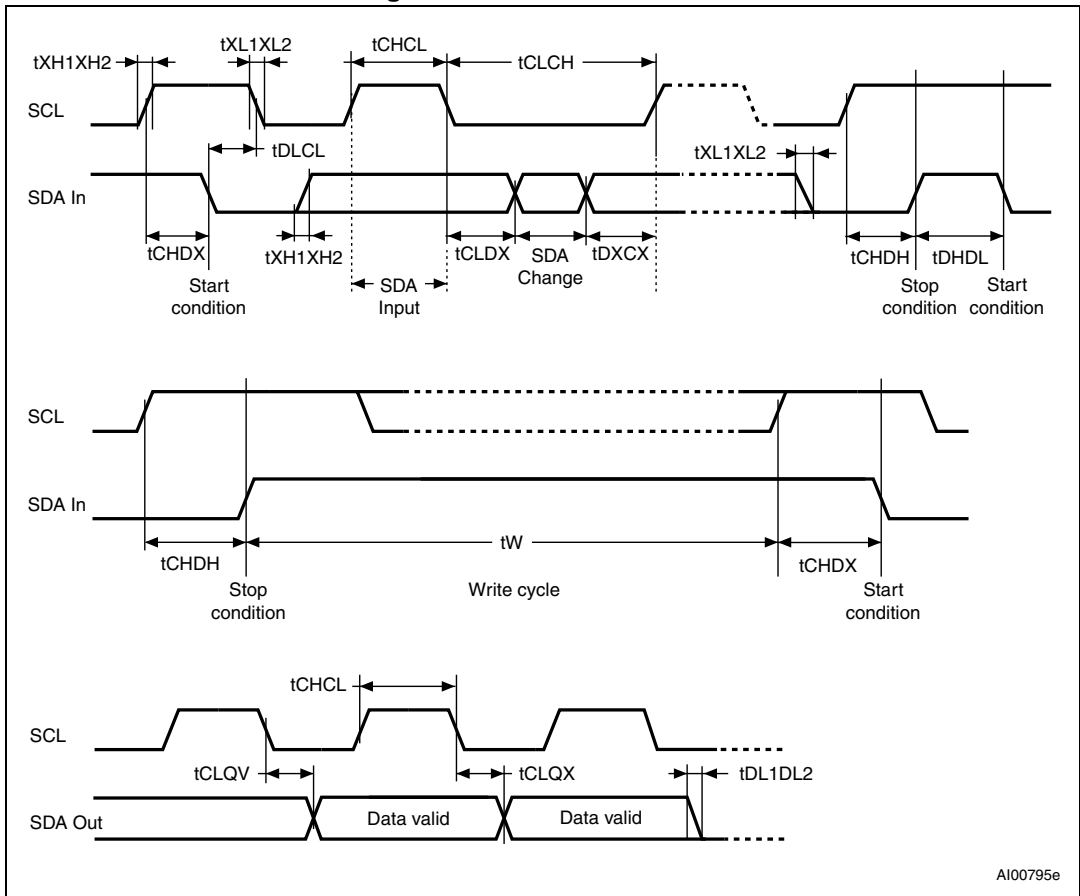 tXH1XH2
tXL1XL2
tCHCL
tCLCH
SCL
tDLCL
tXL1XL2
SDA In
tCHDX
tXH1XH2
tCLDX
SDA
Change
tDXCX
tCHDH
tDHDL
Start
condition
SDA
Input
Stop
condition
Start
condition
SCL
SDA In
tCHDH
tW
tCHDX
Stop
condition
Write cycle
Start
condition
tCHCL
SCL
tCLQV
tCLQX
tDL1DL2
SDA Out
Data valid
Data valid
AI00795e